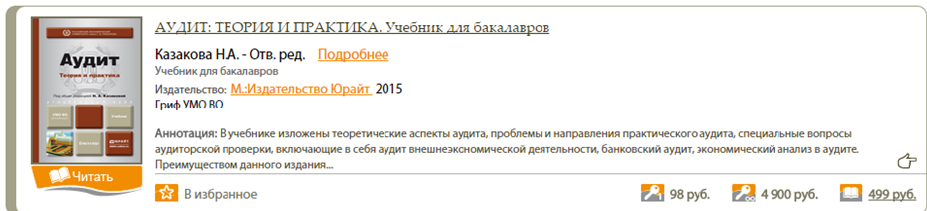 АУДИТ: ТЕОРИЯ И ПРАКТИКА. Учебник для бакалавров
Казакова Н.А. - Отв. ред. Подробнее
Учебник для бакалавров
Издательство: М.:Издательство Юрайт 2015
Гриф УМО ВО
Аннотация: В учебнике изложены теоретические аспекты аудита, проблемы и направления практического аудита, специальные вопросы
аудиторской проверки, включающие в себя аудит внешнеэксномической деятельности, банковский аудит, экономический анализ в аудите.
Преимуществом данного издания...
Аудит
Теория и практика
Читать
В избранное
98 руб.
4 900 руб.
499 руб.